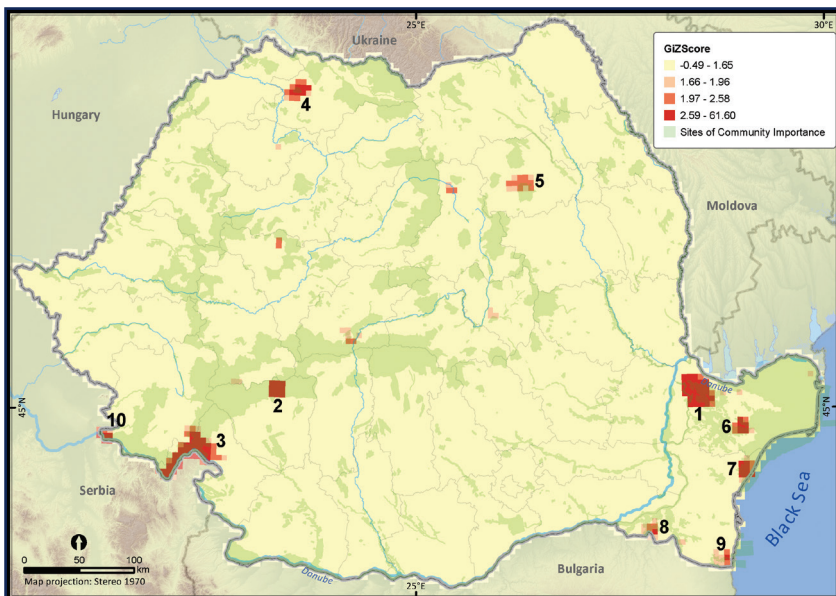 25°E
30°E
Ukraine
GiZScore
-0.49 - 1.65
1.66 - 1.96
1.97 - 2.58
2.59 - 61.60
Sites of Community Importance
Hungary
4
5
Moldova
45°N
2
Danube
1
45°N
10
3
6
7
Serbia
Black Sea
8
9
0 50 100
km
Map projection: Stereo 1970
Danube
25°E
Bulgaria